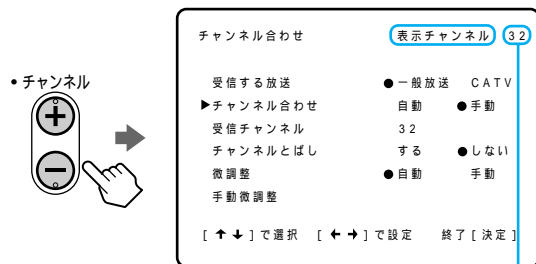 • チャンネル
チャンネル合わせ 表示チャンネル 32
受信する放送 ●一般放送 CATV
▶チャンネル合わせ 自動 ●手動
受信チャンネル 32
チャンネルとばし する ●しない
微調整 ●自動 手動
手動微調整
[ ↑ ↓ ] で選択 [ ← → ] で設定 終了 [ 決定 ]